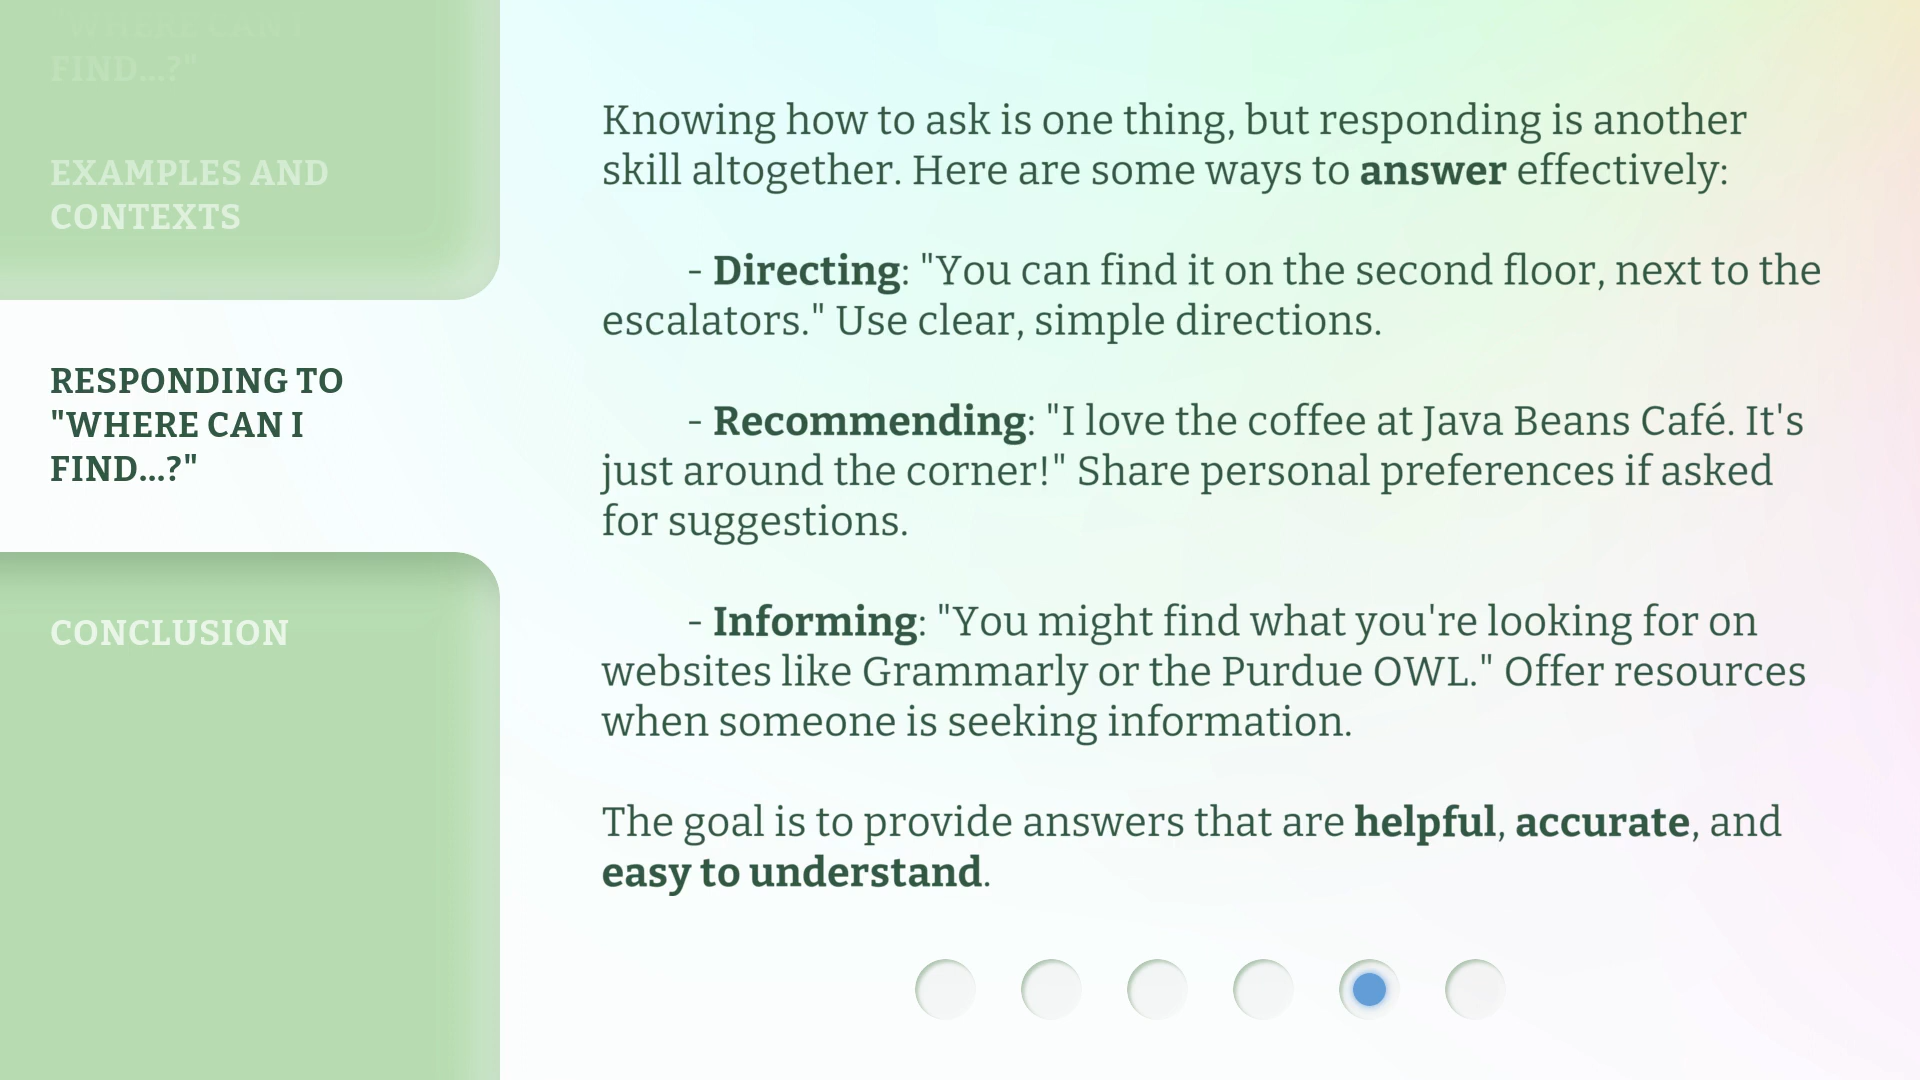 "WHERE CAN I
FIND...?"
EXAMPLES AND
CONTEXTS
RESPONDING TO
"WHERE CAN I
FIND...?"
CONCLUSION
Knowing how to ask is one thing, but responding is another
skill altogether. Here are some ways to answer effectively:
- Directing: "You can find it on the second floor, next to the
escalators." Use clear, simple directions.
- Recommending: "I love the coffee at Java Beans Café. It's
just around the corner!" Share personal preferences if asked
for suggestions.
- Informing: "You might find what you're looking for on
websites like Grammarly or the Purdue OWL." Offer resources
when someone is seeking information.
The goal is to provide answers that are helpful, accurate, and
easy to understand.